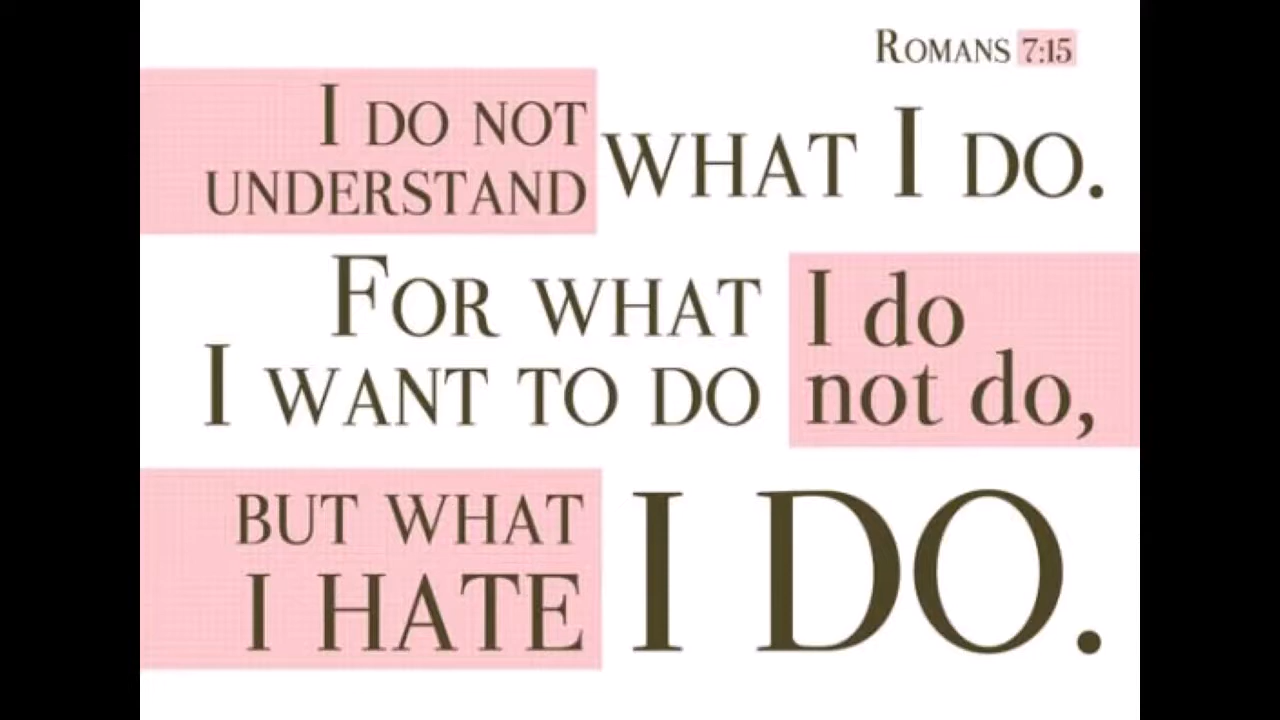 ROMANS 7:15
I DO NOT
UNDERSTAND WHAT I DO.
FOR WHAT I do
I WANT TO DO not do,
BUT WHAT
I HATE I DO.